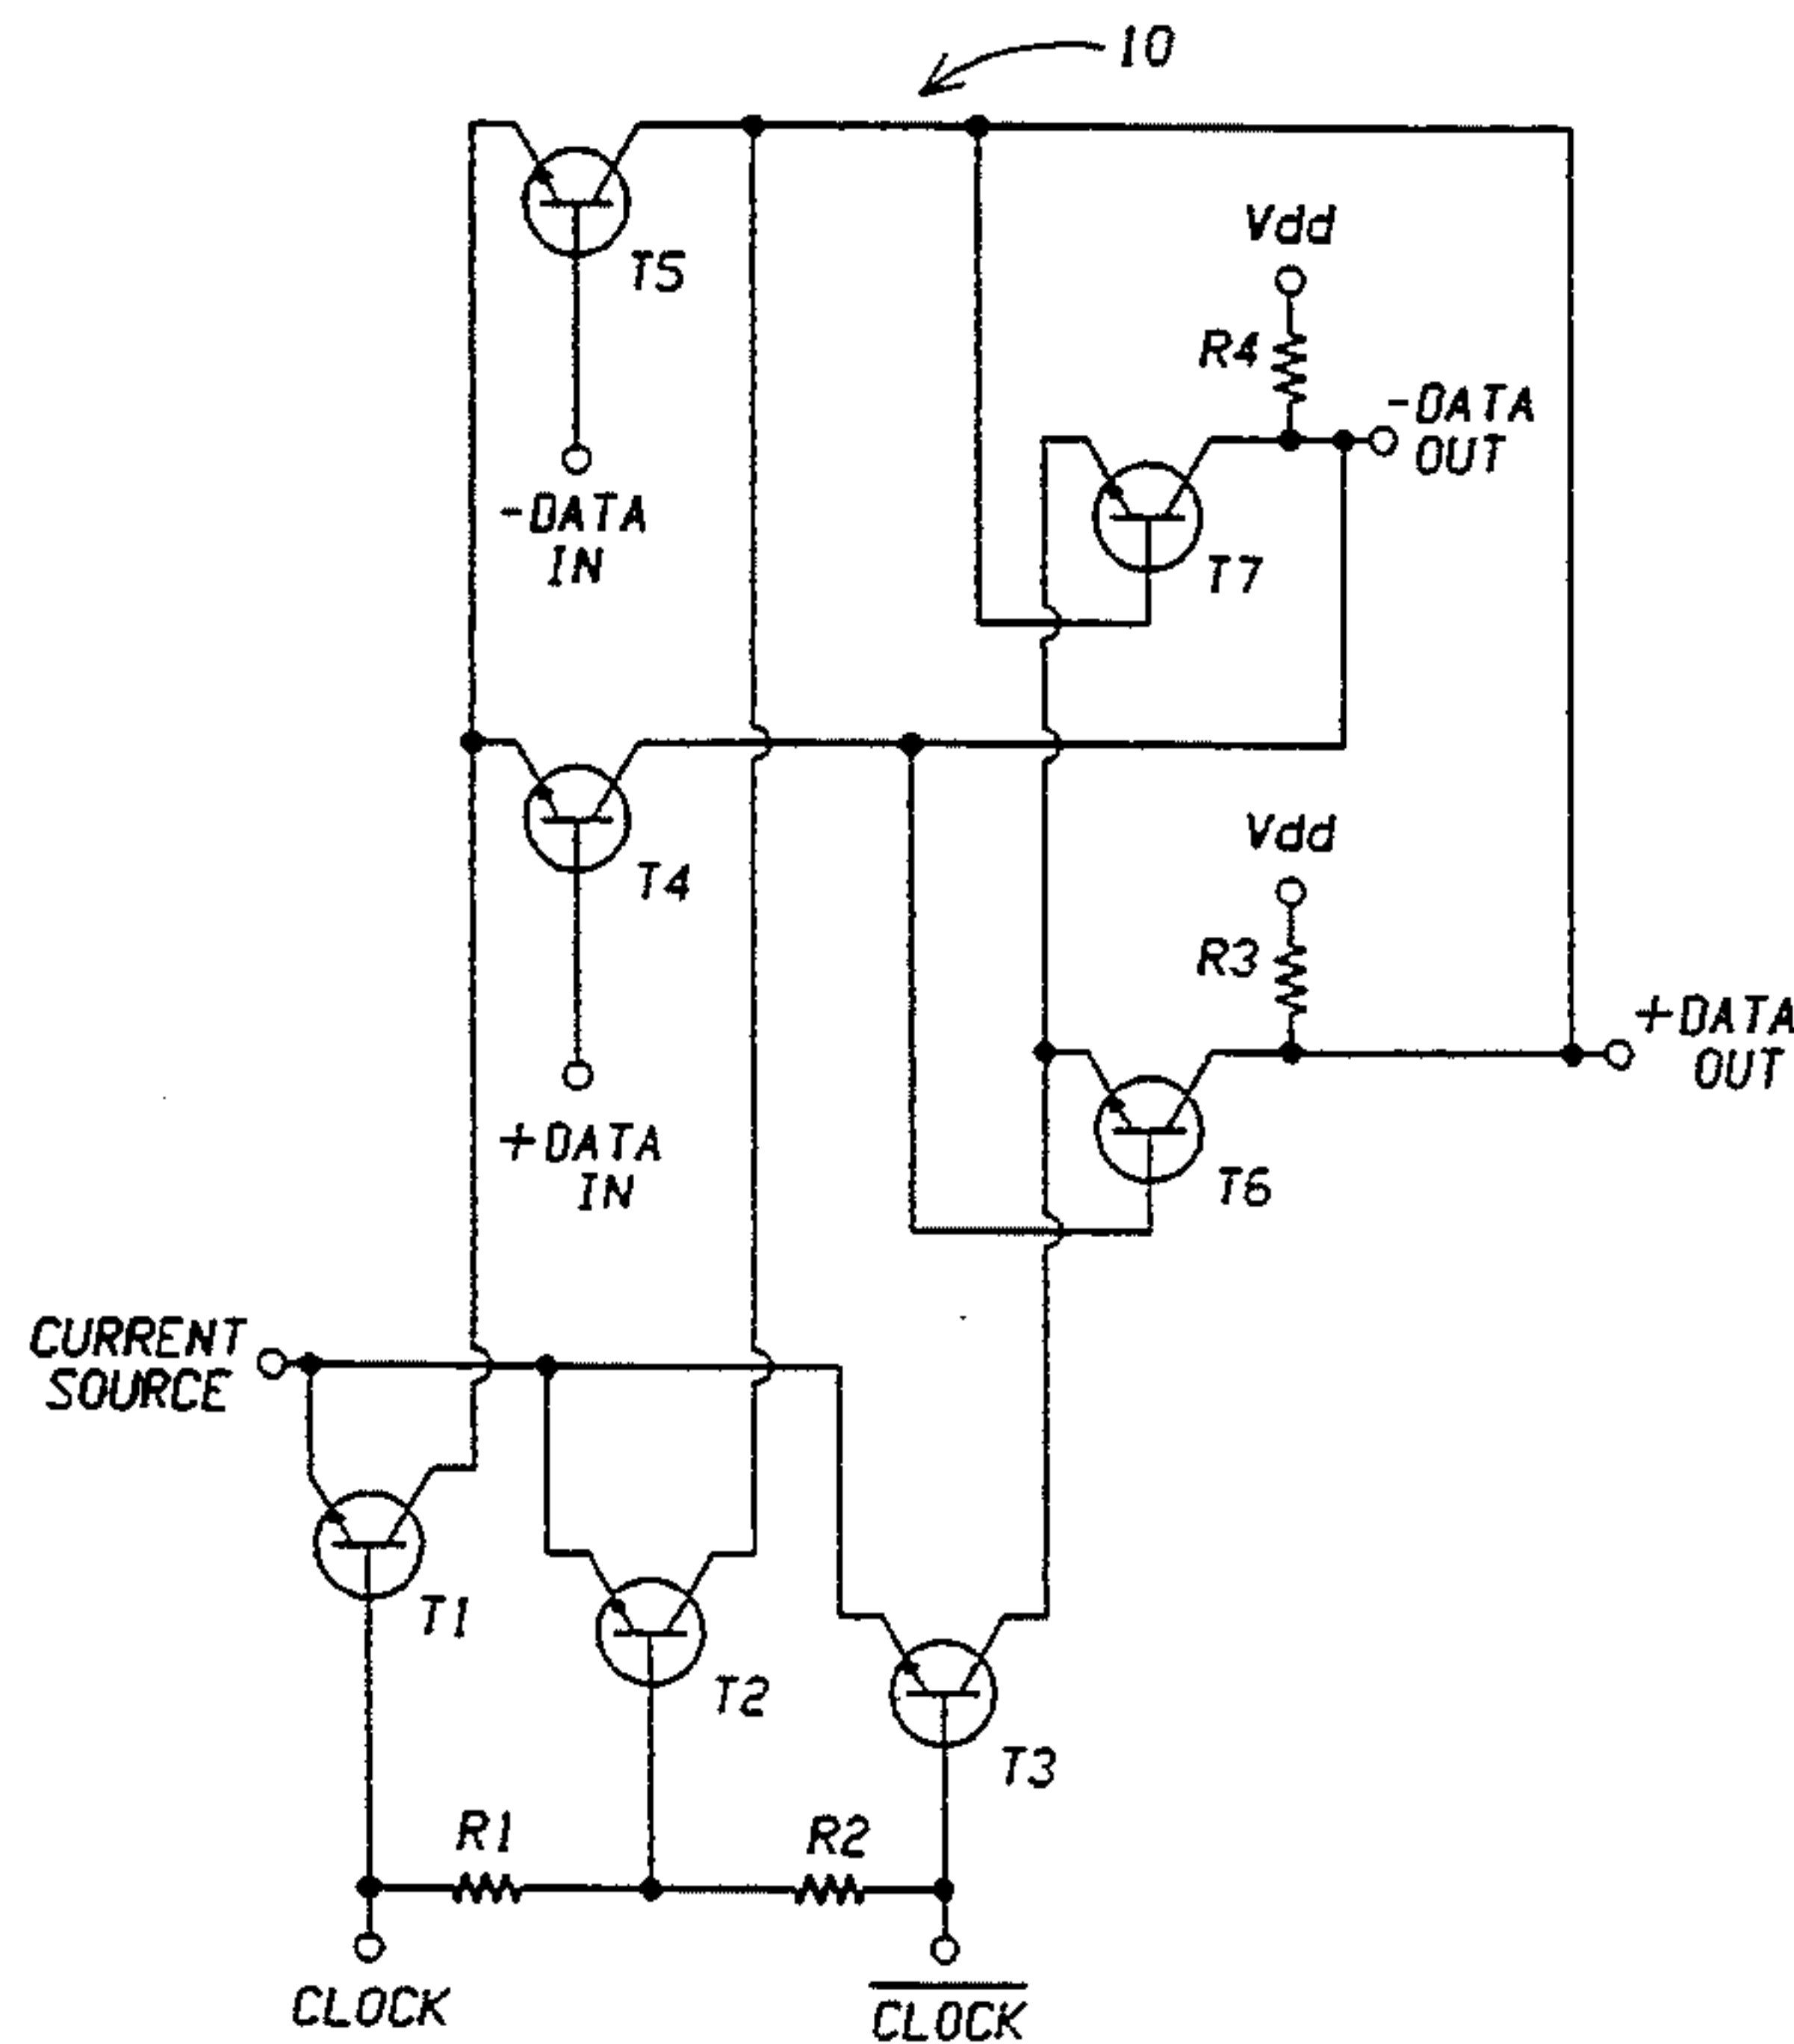 10
T5
Vdd
R4
-DATA
OUT
-DATA
IN
T7
T4
Vdd
R3
+DATA
OUT
+DATA
IN
T6
CURRENT
SOURCE
T1
T2
T3
R1
R2
CLOCK
CLOCK